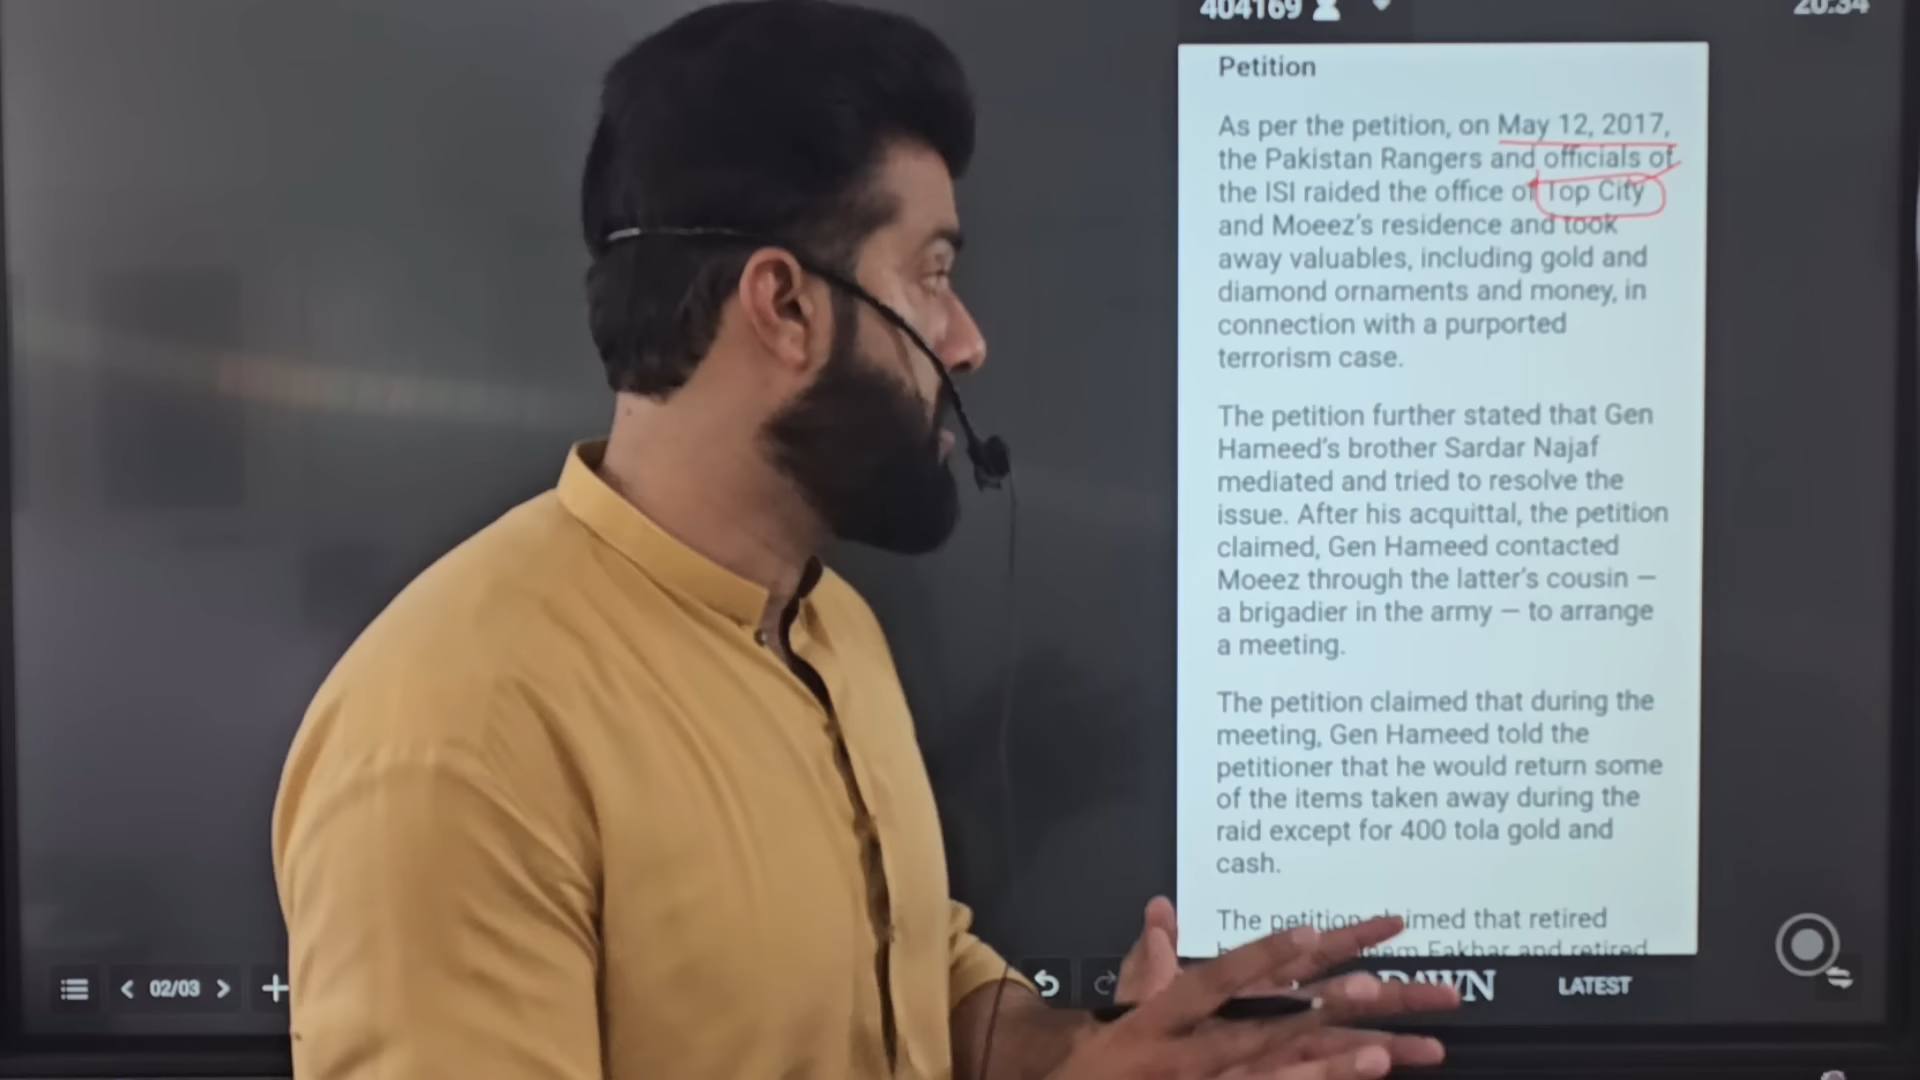 404169
20:34
Petition
As per the petition, on May 12, 2017,
the Pakistan Rangers and officials of
the ISI raided the office of Top City
and Moeez's residence and took
away valuables, including gold and
diamond ornaments and money, in
connection with a purported
terrorism case.
The petition further stated that Gen
Hameed's brother Sardar Najaf
mediated and tried to resolve the
issue. After his acquittal, the petition
claimed, Gen Hameed contacted
Moeez through the latter's cousin —
a brigadier in the army — to arrange
a meeting.
The petition claimed that during the
meeting, Gen Hameed told the
petitioner that he would return some
of the items taken away during the
raid except for 400 tola gold and
cash.
The petition claimed that retired
Fakhar and retired
02/03
DAWN
LATEST